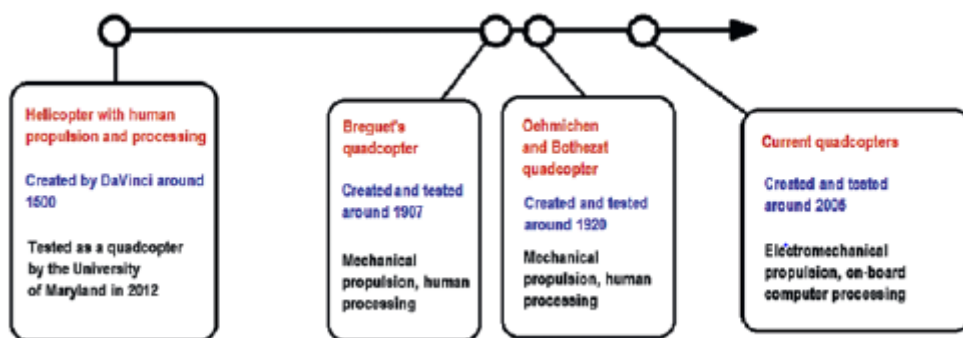 Helicopter with human
propulsion and processing
Created by DaVinci around
1500
Tested as a quadcopter
by the University
of Maryland in 2012
Breguet's
quadcopter
Created and tested
around 1907
Mechanical
propulsion, human
processing
Oehmichen
and Bothezat
quadcopter
Created and tested
around 1920
Mechanical
propulsion, human
processing
Current quadcopters
Created and tested
around 2005
Electromechanical
propulsion, on-board
computer processing